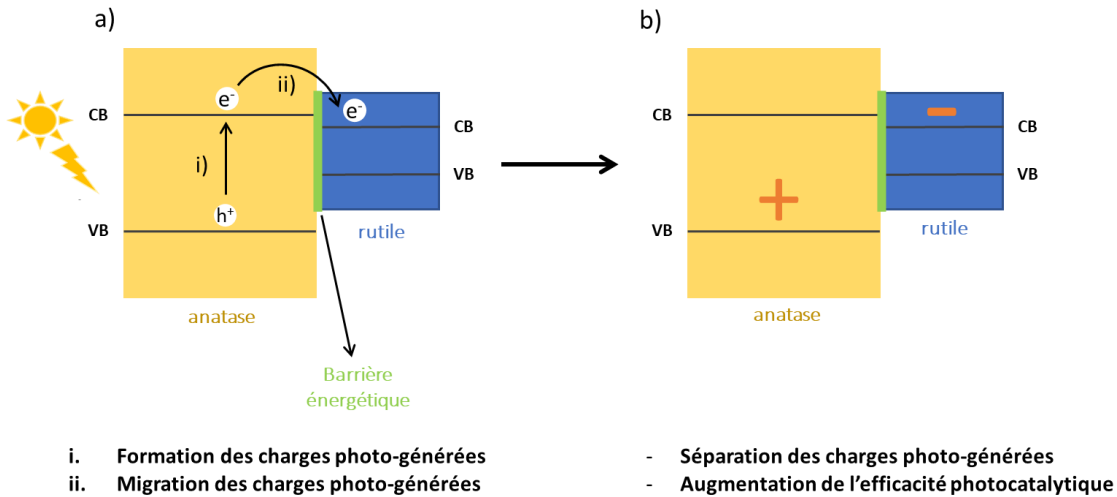 a)
b)
ii)
e⁻
e⁻
CB
CB
CB
CB
i)
VB
VB
h⁺
VB
VB
rutile
rutile
anatase
anatase
Barrière
énergétique
i. Formation des charges photo-générées
ii. Migration des charges photo-générées
- Séparation des charges photo-générées
- Augmentation de l'efficacité photocatalytique